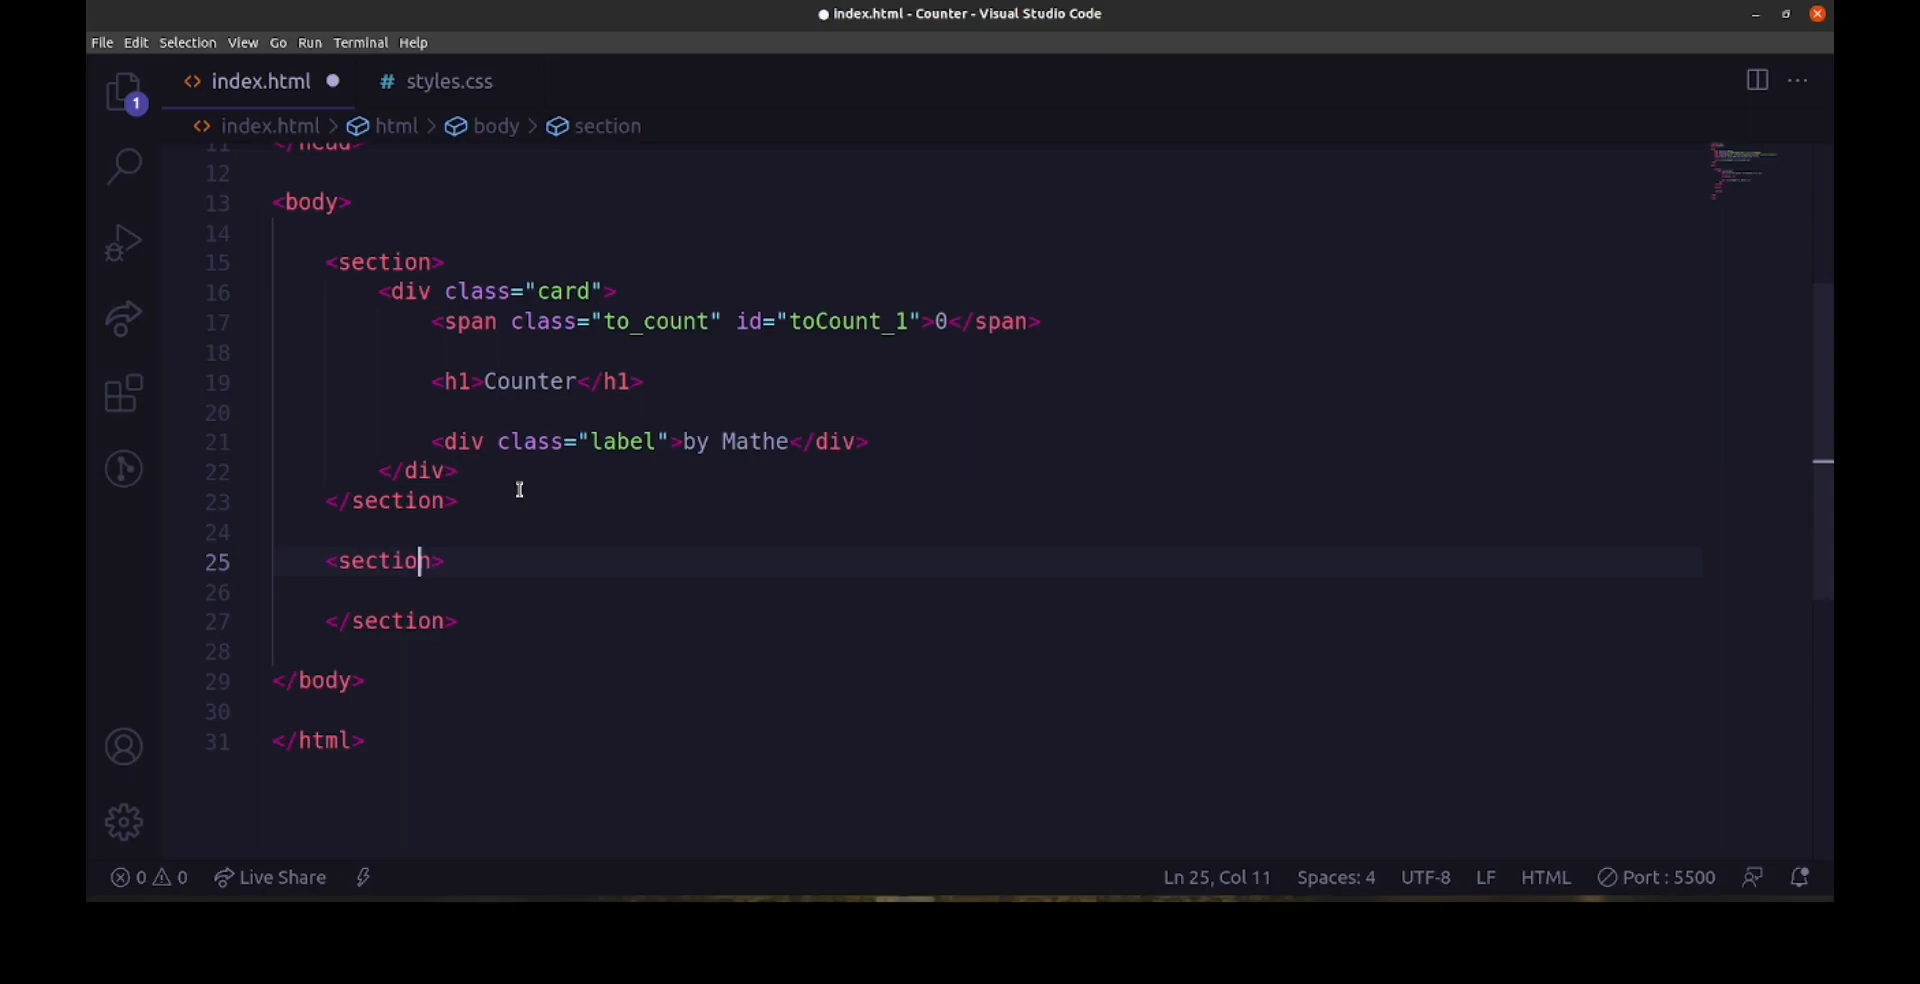 index.html - Counter - Visual Studio Code
File Edit Selection View Go Run Terminal Help
1
<> index.html # styles.css
<> index.html > html > body > section
11 </head>
12
13 <body>
14
15 <section>
16 <div class="card">
17 <span class="to_count" id="toCount_1">0</span>
18
19 <h1>Counter</h1>
20
21 <div class="label">by Mathe</div>
22 </div>
23 </section>
24
25 <section>
26
27 </section>
28
29 </body>
30
31 </html>
0 0 Live Share Ln 25, Col 11 Spaces: 4 UTF-8 LF HTML Port : 5500